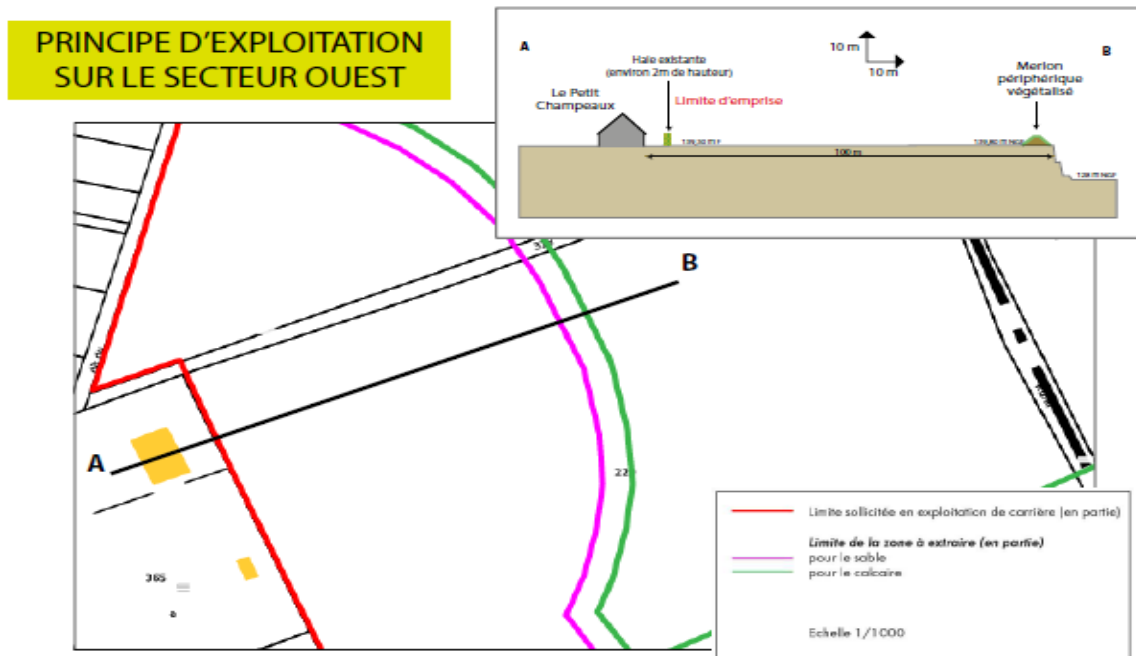 PRINCIPE D'EXPLOITATION
SUR LE SECTEUR OUEST
A
B
10 m
10 m
Haie existante
(environ 2m de hauteur)
Le Petit
Champeaux
Limite d'emprise
Merlon
périphérique
végétalisé
100 m
B
A
22
365
Limite sollicitée en exploitation de carrière (en partie)
Limite de la zone à extraire (en partie)
pour le sable
pour le calcaire
Echelle 1/1000